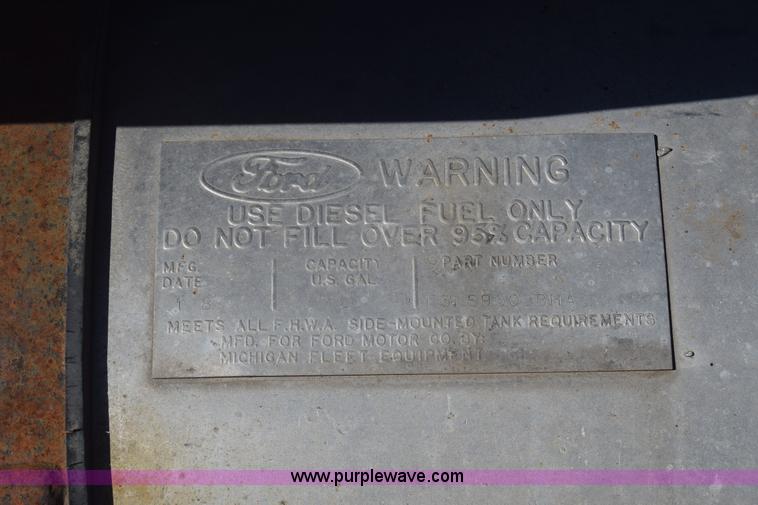 Ford WARNING
USE DIESEL FUEL ONLY
DO NOT FILL OVER 95% CAPACITY
MFG. DATE
CAPACITY U.S. GAL.
PART NUMBER
MEETS ALL F.H.W.A. SIDE-MOUNTED TANK REQUIREMENTS
MFD. FOR FORD MOTOR CO. BY:
MICHIGAN FLEET EQUIPMENT
www.purplewave.com